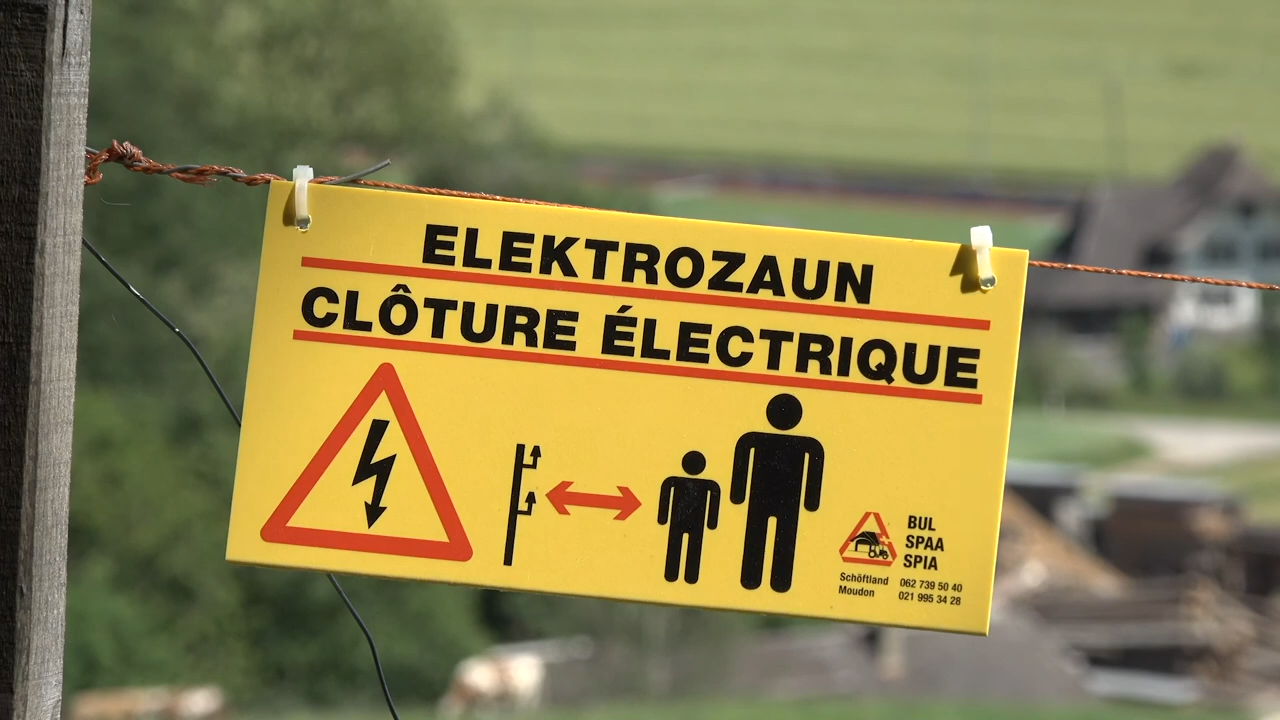 ELEKTROZAUN
CLÔTURE ÉLECTRIQUE
BUL
SPAA
SPIA
Schöftland 062 739 50 40
Moudon 021 995 34 28